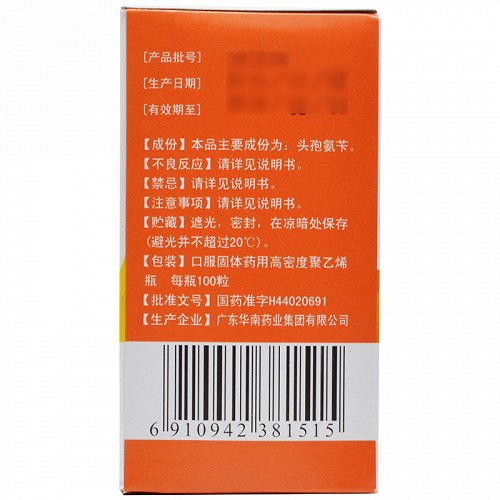 [产品批号]
[生产日期]
[有效期至]
【成份】本品主要成份为：头孢氨苄。
【不良反应】请详见说明书。
【禁忌】请详见说明书。
【注意事项】请详见说明书。
【贮藏】遮光，密封，在凉暗处保存
(避光并不超过20℃)。
【包装】口服固体药用高密度聚乙烯
瓶 每瓶100粒
【批准文号】国药准字H44020691
【生产企业】广东华南药业集团有限公司
6 910942 381515